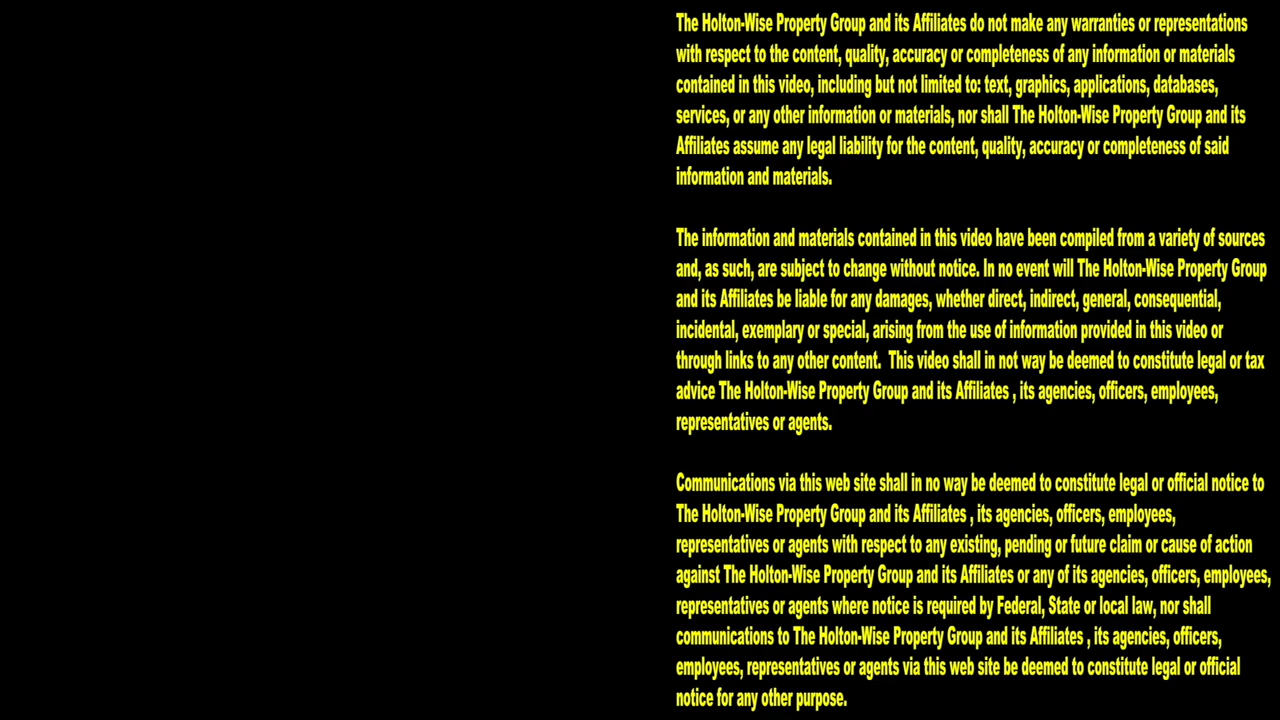 The Holton-Wise Property Group and its Affiliates do not make any warranties or representations
with respect to the content, quality, accuracy or completeness of any information or materials
contained in this video, including but not limited to: text, graphics, applications, databases,
services, or any other information or materials, nor shall The Holton-Wise Property Group and its
Affiliates assume any legal liability for the content, quality, accuracy or completeness of said
information and materials.
The information and materials contained in this video have been compiled from a variety of sources
and, as such, are subject to change without notice. In no event will The Holton-Wise Property Group
and its Affiliates be liable for any damages, whether direct, indirect, general, consequential,
incidental, exemplary or special, arising from the use of information provided in this video or
through links to any other content.  This video shall in not way be deemed to constitute legal or tax
advice The Holton-Wise Property Group and its Affiliates , its agencies, officers, employees,
representatives or agents.
Communications via this web site shall in no way be deemed to constitute legal or official notice to
The Holton-Wise Property Group and its Affiliates , its agencies, officers, employees,
representatives or agents with respect to any existing, pending or future claim or cause of action
against The Holton-Wise Property Group and its Affiliates or any of its agencies, officers, employees,
representatives or agents where notice is required by Federal, State or local law, nor shall
communications to The Holton-Wise Property Group and its Affiliates , its agencies, officers,
employees, representatives or agents via this web site be deemed to constitute legal or official
notice for any other purpose.